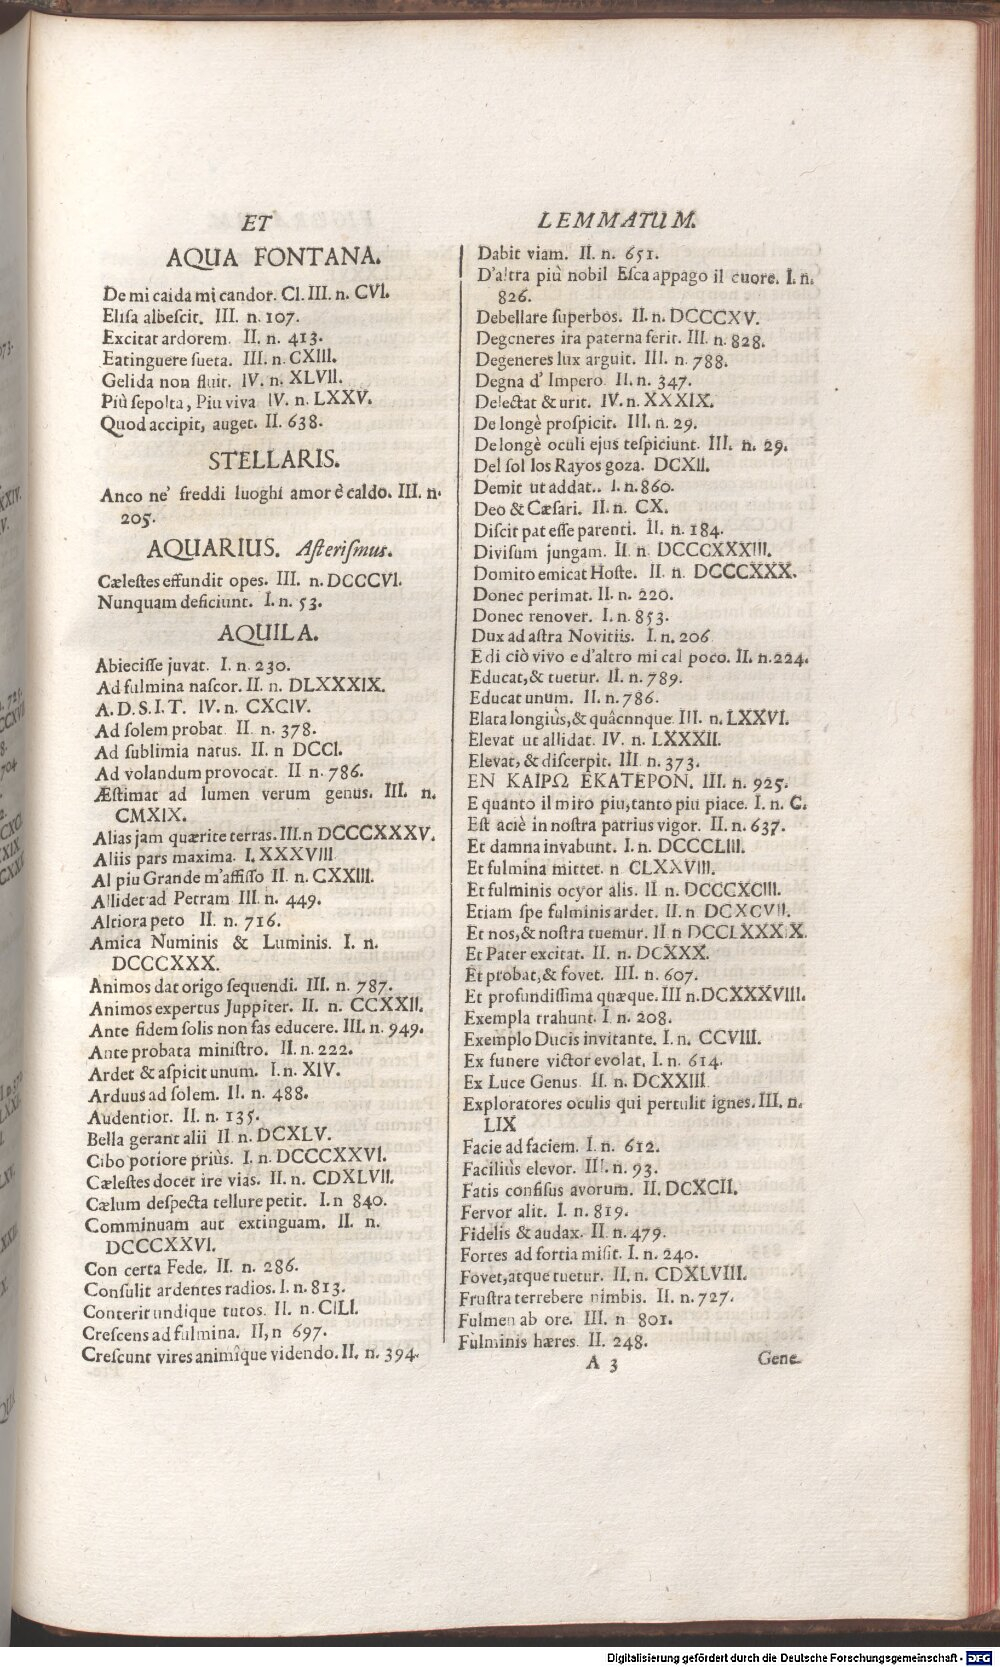 ET
LEMMATUM.
AQUA FONTANA.
De mi caida mi candor. Cl. III. n. CVI.
Elisa albescit. III. n. 107.
Excitat ardorem. II. n. 413.
Eatinguere sueta. III. n. CXIII.
Gelida non fluit. IV. n. XLVII.
Più sepolta, Piu viva IV. n. LXXV.
Quod accipit, auget. II. 638.
STELLARIS.
Anco ne' freddi luoghi amor è caldo. III. n.
205.
AQUARIUS. Aſteriſmus.
Cæleſtes effundit opes. III. n. DCCCVI.
Nunquam deficiunt. I. n. 53.
AQUILA.
Abieciſſe juvat. I. n. 230.
Ad fulmina naſcor. II. n. DLXXXIX.
A. D. S. I. T. IV. n. CXCIV.
Ad ſolem probat II. n. 378.
Ad ſublimia natus. II. n DCCI.
Ad volandum provocat. II n. 786.
Æſtimat ad lumen verum genus. III. n.
CMXIX.
Alias jam quærite terras. III. n DCCCXXXV.
Aliis pars maxima. I. XXXVIII
Al piu Grande m'affiſſo II. n. CXXIII.
Allidet ad Petram III. n. 449.
Altiora peto II. n. 716.
Amica Numinis & Luminis. I. n.
DCCCXXX.
Animos dat origo ſequendi. III. n. 787.
Animos expertus Juppiter. II. n. CCXXII.
Ante fidem ſolis non fas educere. III. n. 949.
Ante probata miniſtro. II. n. 222.
Ardet & aſpicit unum. I. n. XIV.
Arduus ad ſolem. II. n. 488.
Audentior. II. n. 135.
Bella gerant alii II n. DCXLV.
Cibo potiore priùs. I. n. DCCCXXVI.
Cæleſtes docet ire vias. II. n. CDXLVII.
Cælum deſpecta tellure petit. I. n 840.
Comminuam aut extinguam. II. n.
DCCCXXVI.
Con certa Fede. II. n. 286.
Conſulit ardentes radios. I. n. 813.
Conterit undique tutos. II. n. CILI.
Creſcens ad fulmina. II, n 697.
Creſcunt vires animîque videndo. II. n. 394.
Dabit viam. II. n. 651.
D'altra più nobil Eſca appago il cuore. I. n.
826.
Debellare ſuperbos. II. n. DCCCXV.
Degeneres ira paterna ferit. III. n. 828.
Degeneres lux arguit. III. n. 788.
Degna d' Impero II. n. 347.
Delectat & urit. IV. n. XXXIX.
De longè proſpicit. III. n. 29.
De longè oculi ejus teſpiciunt. III. n. 29.
Del ſol los Rayos goza. DCXII.
Demit ut addat.. I. n. 860.
Deo & Cæſari. II. n. CX.
Diſcit pat eſſe parenti. II. n. 184.
Diviſum jungam. II. n. DCCCXXXIII.
Domito emicat Hoſte. II. n. DCCCXXX.
Donec perimat. II. n. 220.
Donec renover. I. n. 853.
Dux ad aſtra Novitiis. I. n. 206
E di ciò vivo e d'altro mi cal poco. II. n. 224.
Educat, & tuetur. II. n. 789.
Educat unum. II. n. 786.
Elata longiùs, & quâcnnque III. n. LXXVI.
Elevat ut allidat. IV. n. LXXXII.
Elevat, & diſcerpit. III n. 373.
EN ΚΑΙΡΩ ΕΚΑΤΕΡΟΝ. III. n. 925.
E quanto il miro piu, tanto piu piace. I. n. C.
Eſt aciè in noſtra patrius vigor. II. n. 637.
Et damna invabunt. I. n. DCCCLIII.
Et fulmina mittet. n CLXXVIII.
Et fulminis ocyor alis. II n. DCCCXCIII.
Etiam ſpe fulminis ardet. II. n DCXCVII.
Et nos, & noſtra tuemur. II n DCCLXXXIX.
Et Pater excitat. II. n. DCXXX.
Et probat, & fovet. III. n. 607.
Et profundiſſima quæque. III n. DCXXXVIII.
Exempla trahunt. I. n. 208.
Exemplo Ducis invitante. I. n. CCVIII.
Ex funere victor evolat, I. n. 614.
Ex Luce Genus II. n. DCXXIII
Exploratores oculis qui pertulit ignes. III. n.
LIX
Facie ad faciem. I. n. 612.
Faciliùs elevor. III. n. 93.
Fatis confiſus avorum. II. DCXCII.
Fervor alit. I. n. 819.
Fidelis & audax. II n. 479.
Fortes ad fortia miſit. I. n. 240.
Fovet, atque tuetur. II. n. CDXLVIII.
Fruſtra terrebere nimbis. II. n. 727.
Fulmen ab ore. III. n 801.
Fulminis hæres. II. 248.
A 3
Gene-
Digitalisierung gefördert durch die Deutsche Forschungsgemeinschaft - DFG